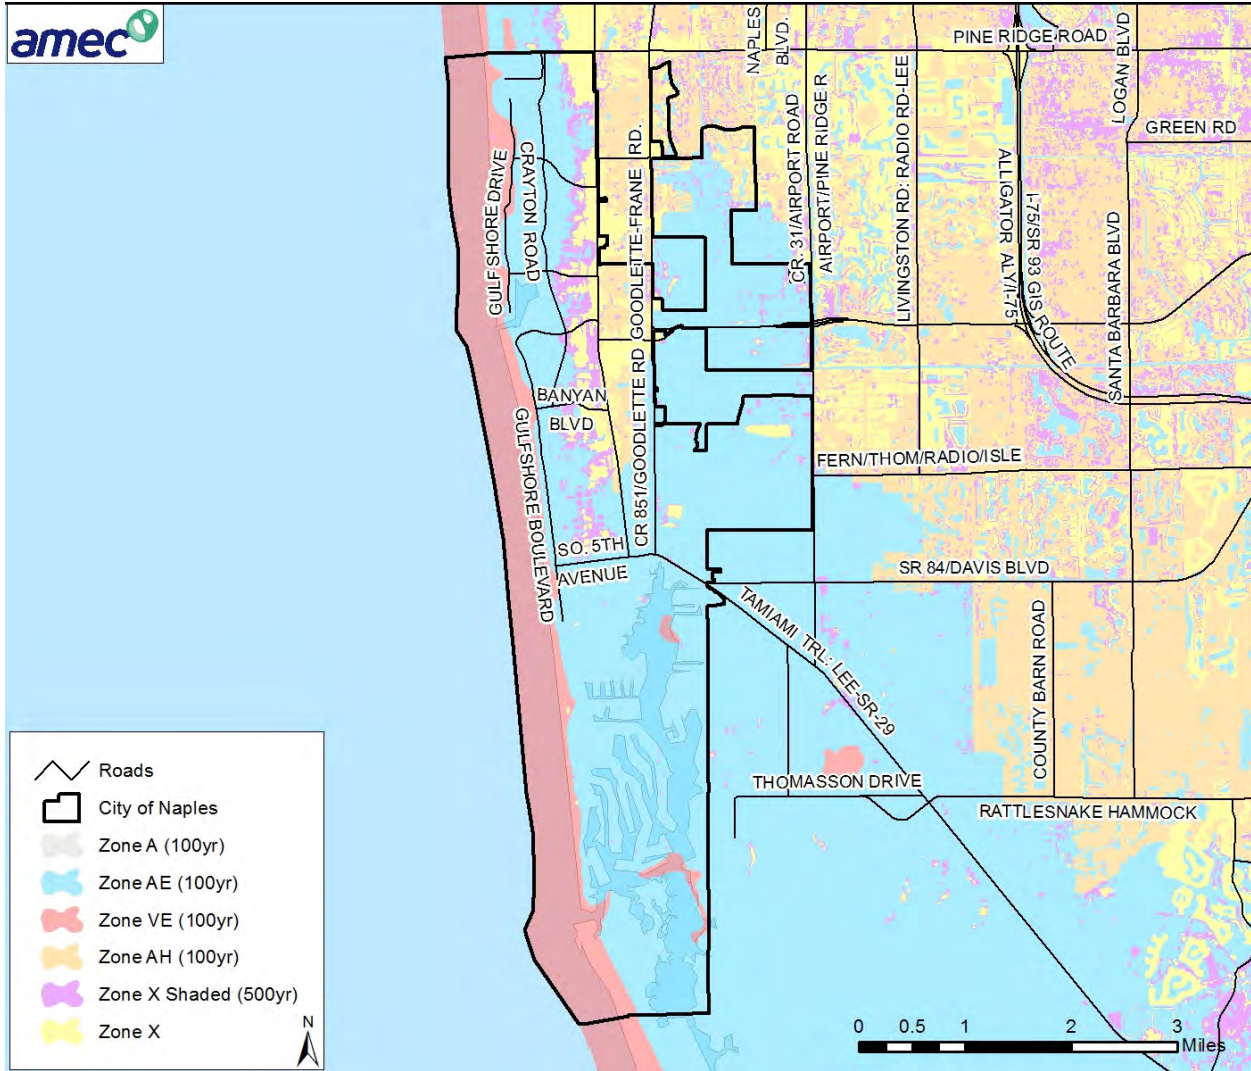 amec
NAPLES
BLVD.
PINE RIDGE ROAD
LOGAN BLVD
GREEN RD
GULF SHORE DRIVE
CRAYTON ROAD
GOODLETTE-FRANE RD.
CR. 31/AIRPORT ROAD
AIRPORT/PINE RIDGE R
LIVINGSTON RD: RADIO RD-LEE
ALLIGATOR ALY/I-75
I-75/SR 93 GIS ROUTE
SANTA BARBARA BLVD
BANYAN
BLVD
GULFSHORE BOULEVARD
CR 851/GOODLETTE RD
FERN/THOM/RADIO/ISLE
SO. 5TH
AVENUE
SR 84/DAVIS BLVD
TAMIAMI TRL: LEE-SR-29
COUNTY BARN ROAD
THOMASSON DRIVE
RATTLESNAKE HAMMOCK
Roads
City of Naples
Zone A (100yr)
Zone AE (100yr)
Zone VE (100yr)
Zone AH (100yr)
Zone X Shaded (500yr)
Zone X
N
0 0.5 1 2 3
Miles